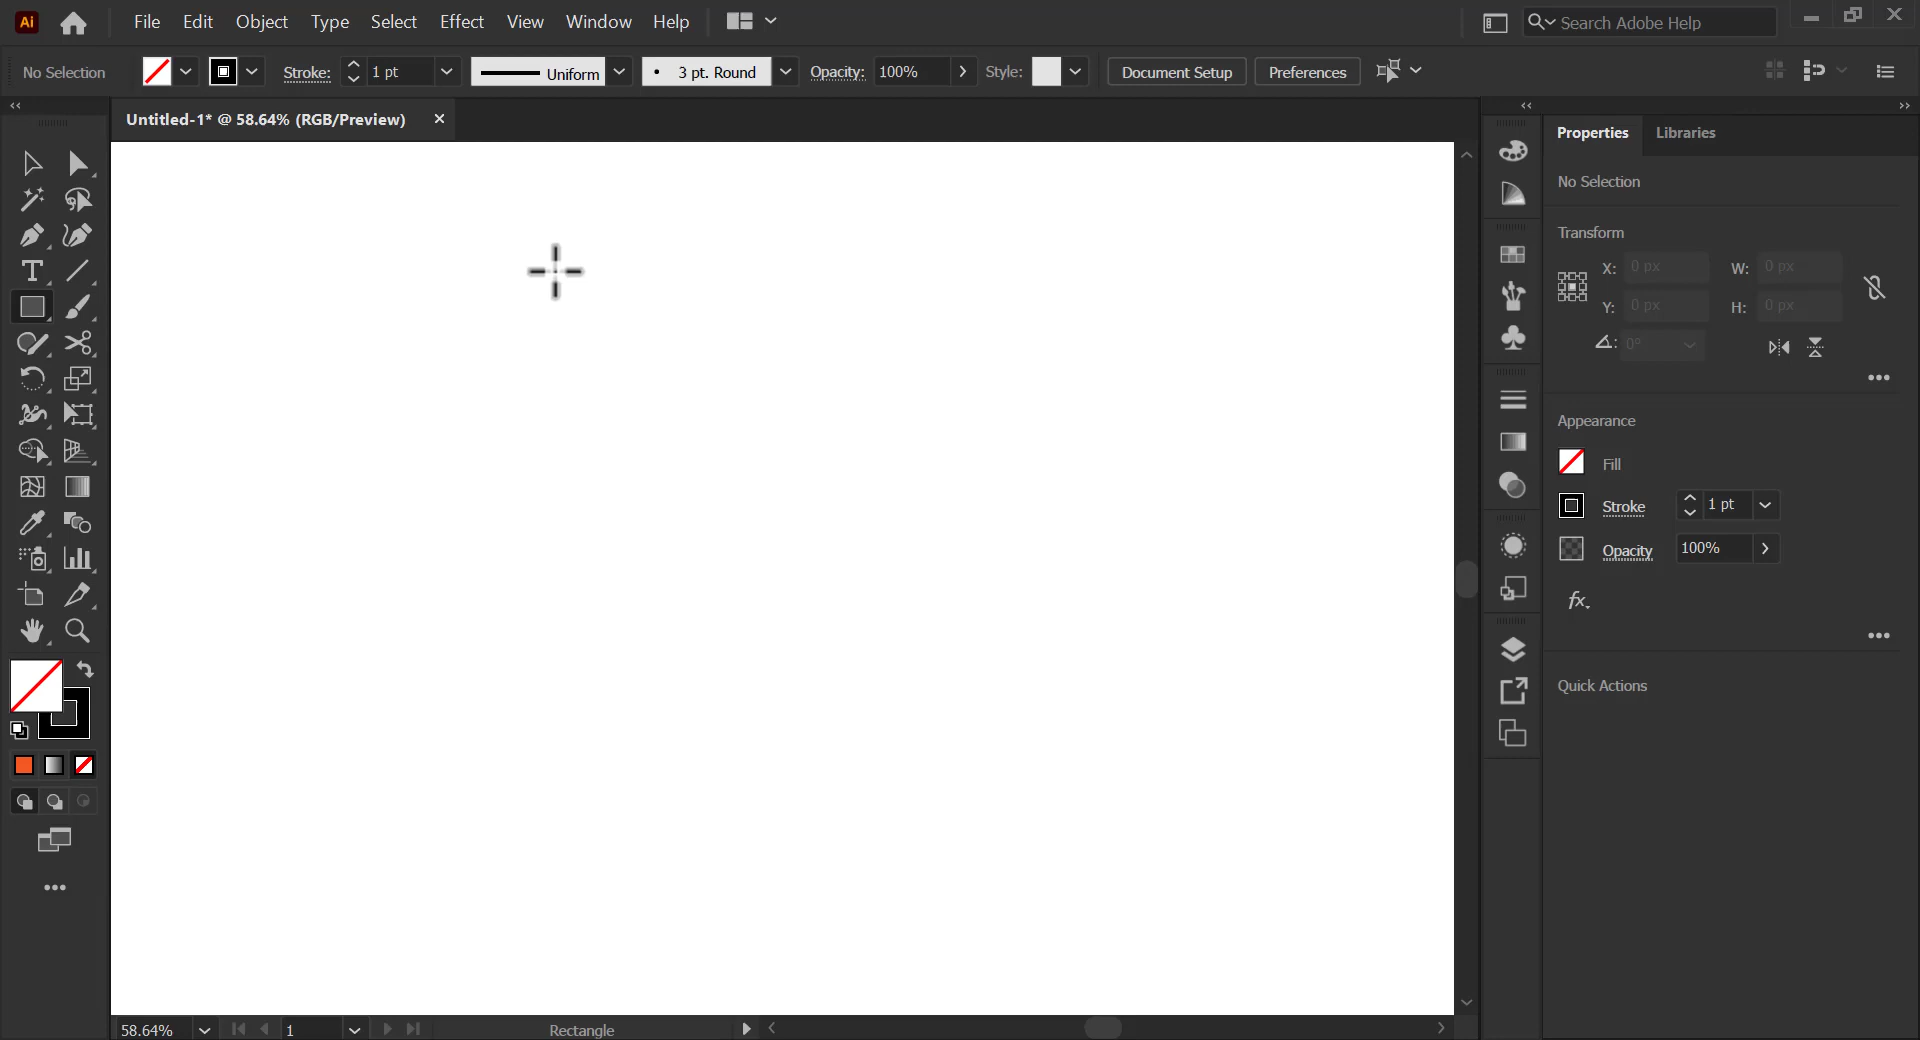 Ai File Edit Object Type Select Effect View Window Help Search Adobe Help
No Selection Stroke: 1 pt Uniform 3 pt. Round Opacity: 100% Style: Document Setup Preferences
Untitled-1* @ 58.64% (RGB/Preview)
Properties Libraries
No Selection
Transform
X: 0 px W: 0 px
Y: 0 px H: 0 px
0°
Appearance
Fill
Stroke 1 pt
Opacity 100%
fx
Quick Actions
58.64% 1 Rectangle